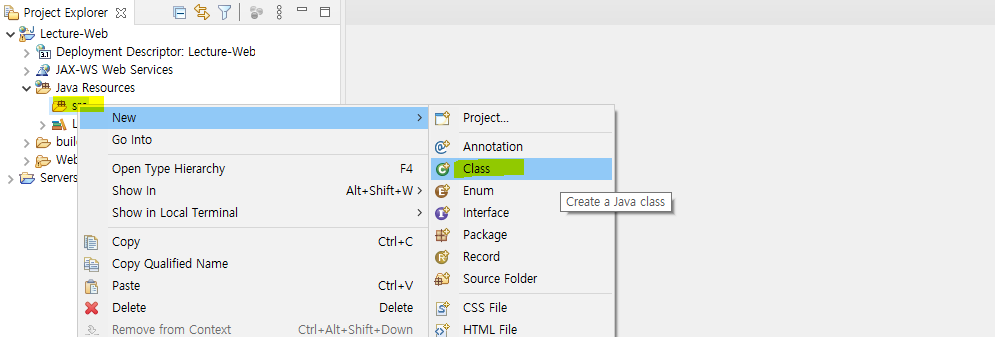 Project Explorer
Lecture-Web
Deployment Descriptor: Lecture-Web
3.1
JAX-WS Web Services
Java Resources
New
Go Into
Open Type Hierarchy F4
Show In Alt+Shift+W
Show in Local Terminal
Copy Ctrl+C
Copy Qualified Name
Paste Ctrl+V
Delete Delete
Remove from Context Ctrl+Alt+Shift+Down
Servers
Project...
Annotation
Class
Enum
Interface
Package
Record
Source Folder
CSS File
HTML File
Create a Java class